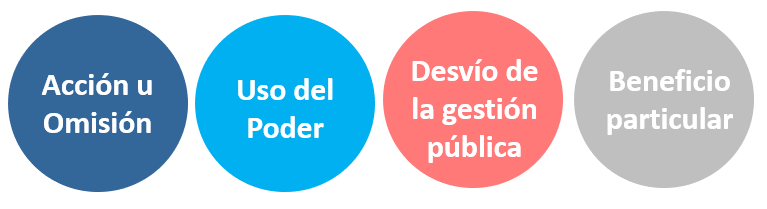 Acción u
Omisión
Uso del
Poder
Desvío de
la gestión
pública
Beneficio
particular